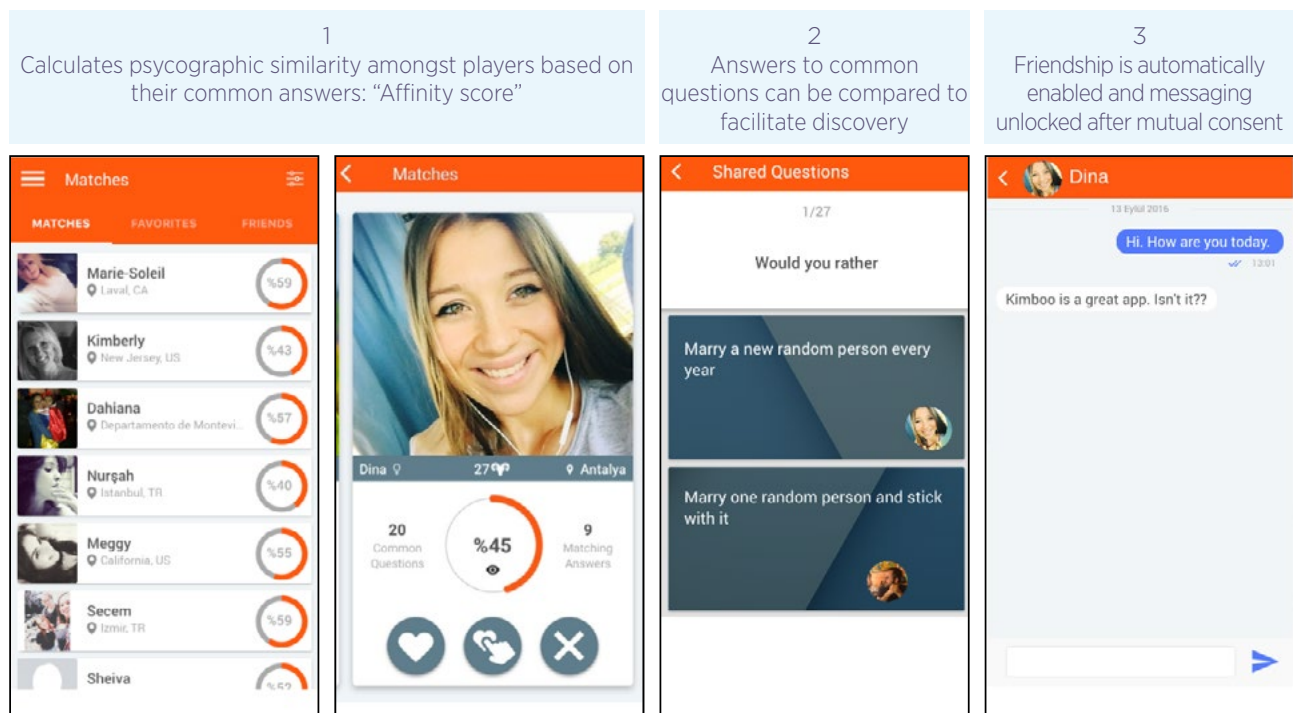 1
Calculates psycographic similarity amongst players based on
their common answers: “Affinity score”
2
Answers to common
questions can be compared to
facilitate discovery
3
Friendship is automatically
enabled and messaging
unlocked after mutual consent
Matches
MATCHES FAVORITES FRIENDS
Marie-Soleil
Laval, CA
%59
Kimberly
New Jersey, US
%43
Dahiana
Departamento de Montevi...
%57
Nurşah
Istanbul, TR
%40
Meggy
California, US
%55
Secem
Izmir, TR
%59
Sheiva
%52
Matches
Dina 27 Antalya
20
Common
Questions
%45
9
Matching
Answers
Shared Questions
1/27
Would you rather
Marry a new random person every
year
Marry one random person and stick
with it
Dina
13 Eylül 2016
Hi. How are you today.
12:01
Kimboo is a great app. Isn't it??